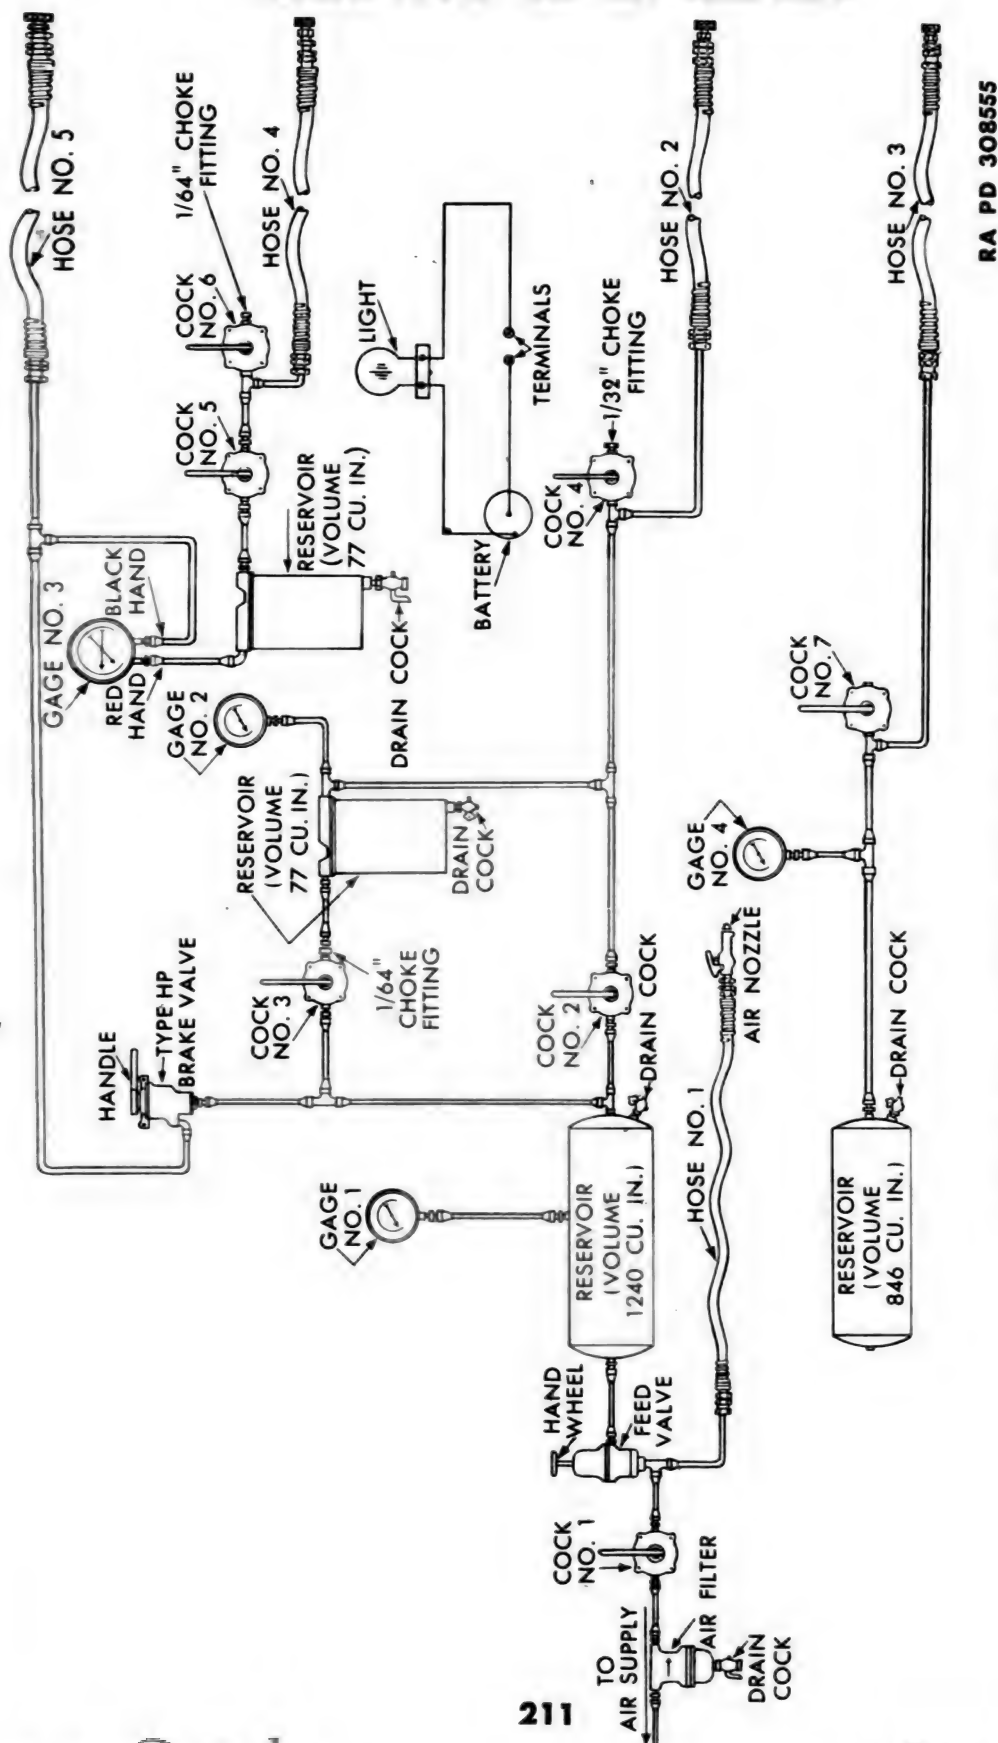 HOSE NO. 5
1/64" CHOKE
FITTING
COCK
NO. 6
HOSE NO. 4
COCK
NO. 5
GAGE NO. 3
BLACK
HAND
RED
HAND
RESERVOIR
(VOLUME
77 CU. IN.)
DRAIN COCK
LIGHT
TERMINALS
BATTERY
GAGE
NO. 2
RESERVOIR
(VOLUME
77 CU. IN.)
DRAIN
COCK
1/32" CHOKE
FITTING
COCK
NO. 4
HOSE NO. 2
HANDLE
TYPE HP
BRAKE VALVE
COCK
NO. 3
1/64"
CHOKE
FITTING
COCK
NO. 2
DRAIN COCK
GAGE
NO. 1
RESERVOIR
(VOLUME
1240 CU. IN.)
HAND
WHEEL
FEED
VALVE
HOSE NO. 1
AIR NOZZLE
COCK
NO. 1
TO
AIR SUPPLY
AIR FILTER
DRAIN
COCK
HOSE NO. 3
COCK
NO. 7
GAGE
NO. 4
DRAIN COCK
RESERVOIR
(VOLUME
846 CU. IN.)
RA PD 308555
211